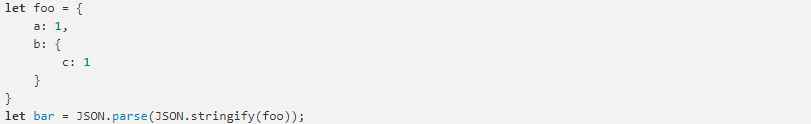 let foo = {
    a: 1,
    b: {
        c: 1
    }
}
let bar = JSON.parse(JSON.stringify(foo));